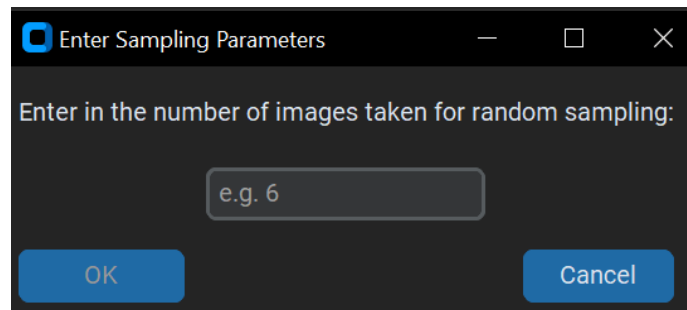 Enter Sampling Parameters
Enter in the number of images taken for random sampling:
e.g. 6
OK
Cancel